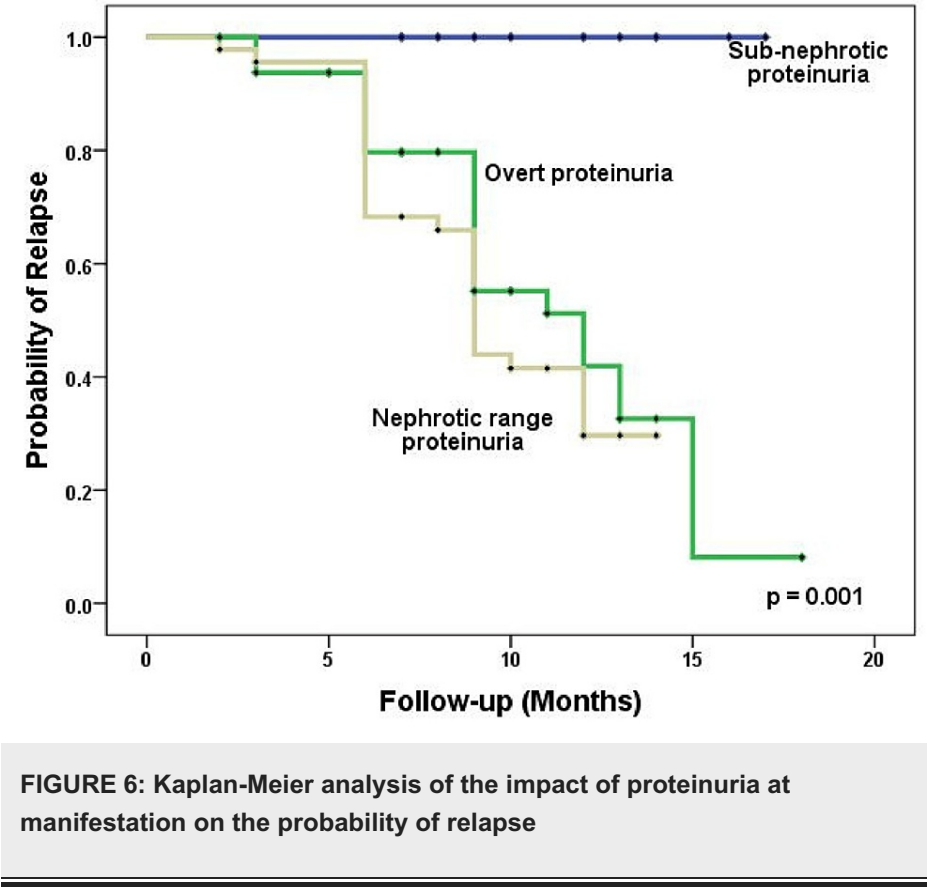 1.0
0.8
0.6
0.4
0.2
0.0
Probability of Relapse
Sub-nephrotic
proteinuria
Overt proteinuria
Nephrotic range
proteinuria
p = 0.001
0 5 10 15 20
Follow-up (Months)
FIGURE 6: Kaplan-Meier analysis of the impact of proteinuria at
manifestation on the probability of relapse